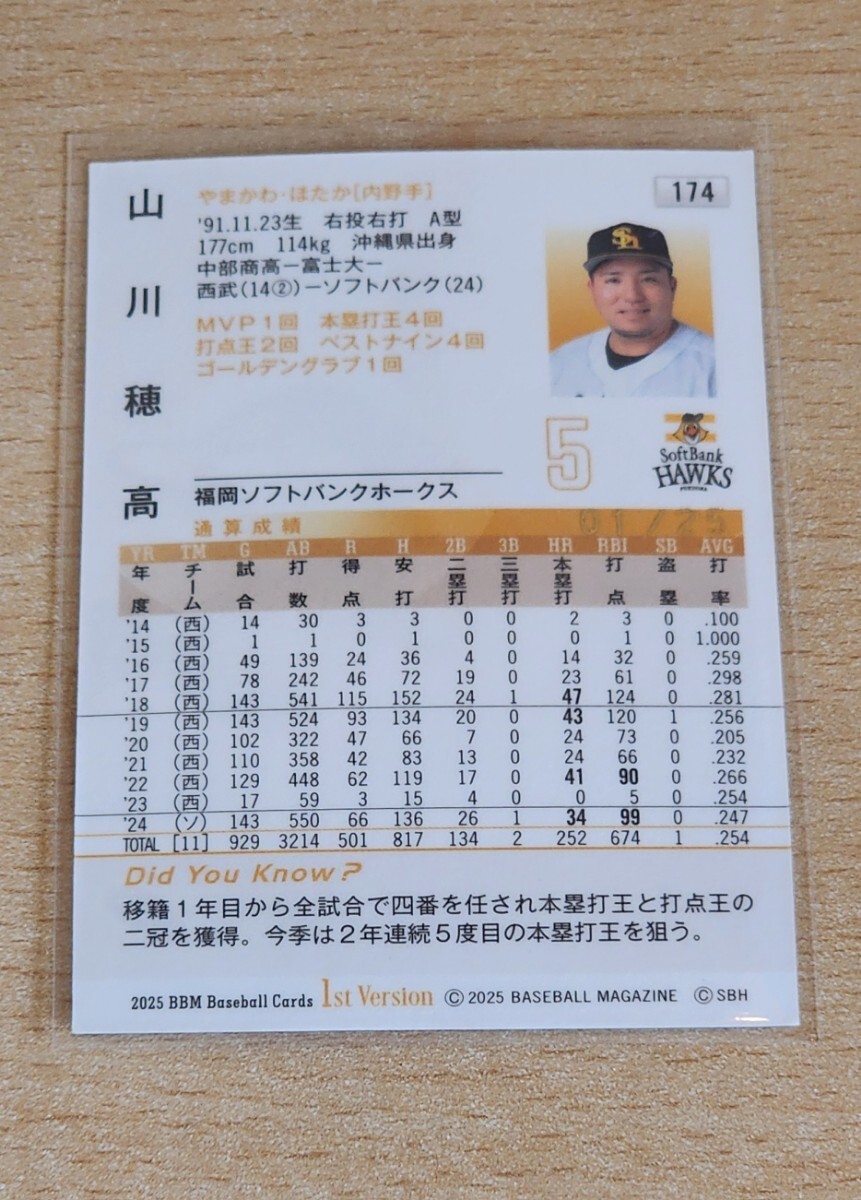 山川穂高
やまかわ・ほたか[内野手]
'91.11.23生 右投右打 A型
177cm 114kg 沖縄県出身
中部商高－富士大－
西武(14②)－ソフトバンク(24)
MVP1回 本塁打王4回
打点王2回 ベストナイン4回
ゴールデングラブ1回
174
5
SoftBank
HAWKS
FUKUOKA
福岡ソフトバンクホークス
01/25
通算成績
YR TM G AB R H 2B 3B HR RBI SB AVG
年度 チーム 試合 打数 得点 安打 二塁打 三塁打 本塁打 打点 盗塁 打率
'14 (西) 14 30 3 3 0 0 2 3 0 .100
'15 (西) 1 1 0 1 0 0 0 1 0 1.000
'16 (西) 49 139 24 36 4 0 14 32 0 .259
'17 (西) 78 242 46 72 19 0 23 61 0 .298
'18 (西) 143 541 115 152 24 1 47 124 0 .281
'19 (西) 143 524 93 134 20 0 43 120 1 .256
'20 (西) 102 322 47 66 7 0 24 73 0 .205
'21 (西) 110 358 42 83 13 0 24 66 0 .232
'22 (西) 129 448 62 119 17 0 41 90 0 .266
'23 (西) 17 59 3 15 4 0 0 5 0 .254
'24 (ソ) 143 550 66 136 26 1 34 99 0 .247
TOTAL [11] 929 3214 501 817 134 2 252 674 1 .254
Did You Know?
移籍1年目から全試合で四番を任され本塁打王と打点王の
二冠を獲得。今季は2年連続5度目の本塁打王を狙う。
2025 BBM Baseball Cards 1st Version © 2025 BASEBALL MAGAZINE © SBH